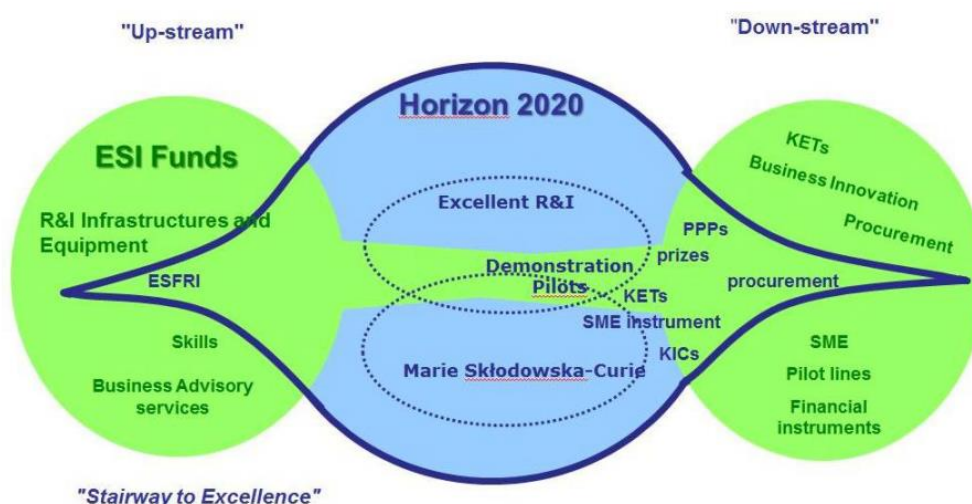 "Up-stream"
"Down-stream"
Horizon 2020
ESI Funds
R&I Infrastructures and
Equipment
ESFRI
Skills
Business Advisory
services
"Stairway to Excellence"
Excellent R&I
Demonstration
Pilots
Marie Skłodowska-Curie
PPPs
prizes
KETs
SME instrument
KICs
procurement
KETs
Business Innovation
Procurement
SME
Pilot lines
Financial
instruments